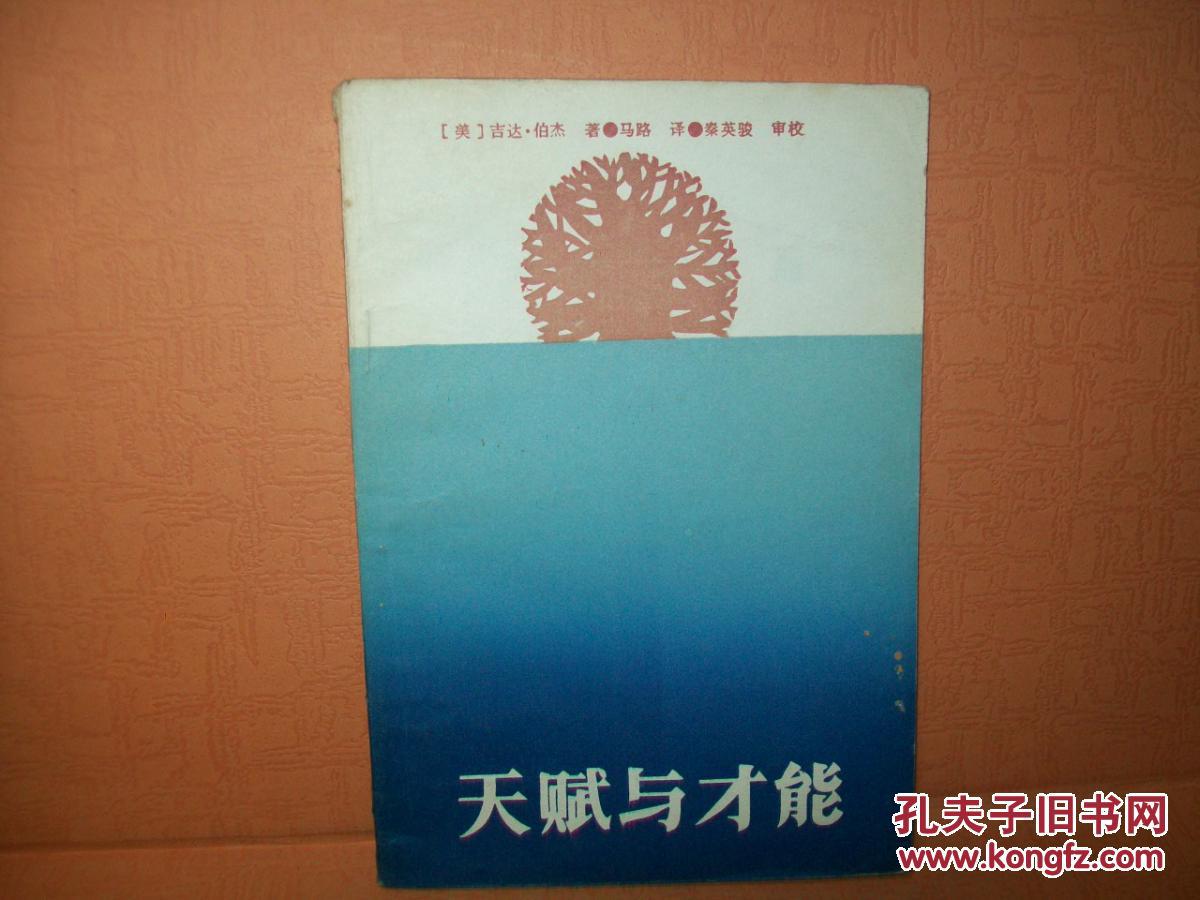 [美]吉达·伯杰 著●马路 译●秦英骏 审校
天赋与才能
孔夫子旧书网
www.kongfz.com